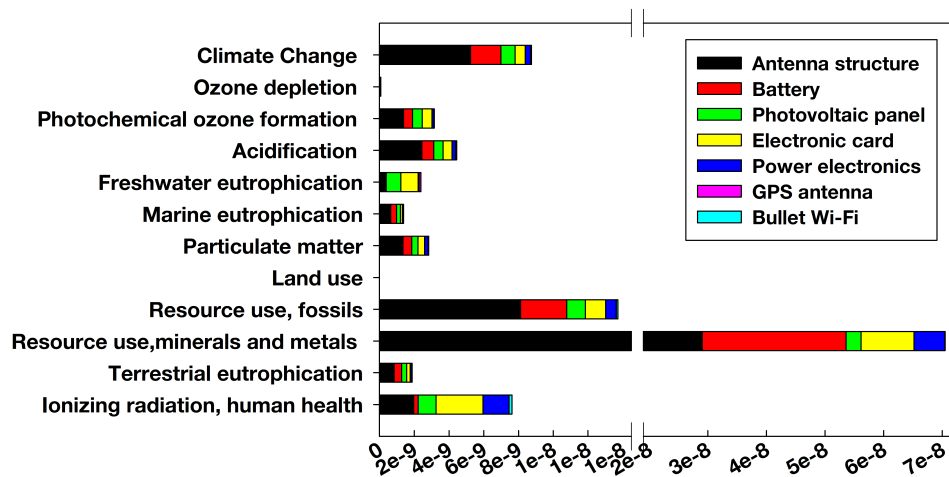 Climate Change
Ozone depletion
Photochemical ozone formation
Acidification
Freshwater eutrophication
Marine eutrophication
Particulate matter
Land use
Resource use, fossils
Resource use,minerals and metals
Terrestrial eutrophication
Ionizing radiation, human health
Antenna structure
Battery
Photovoltaic panel
Electronic card
Power electronics
GPS antenna
Bullet Wi-Fi
0 2e-9 4e-9 6e-9 8e-9 1e-8 1e-8 1e-8 2e-8 3e-8 4e-8 5e-8 6e-8 7e-8